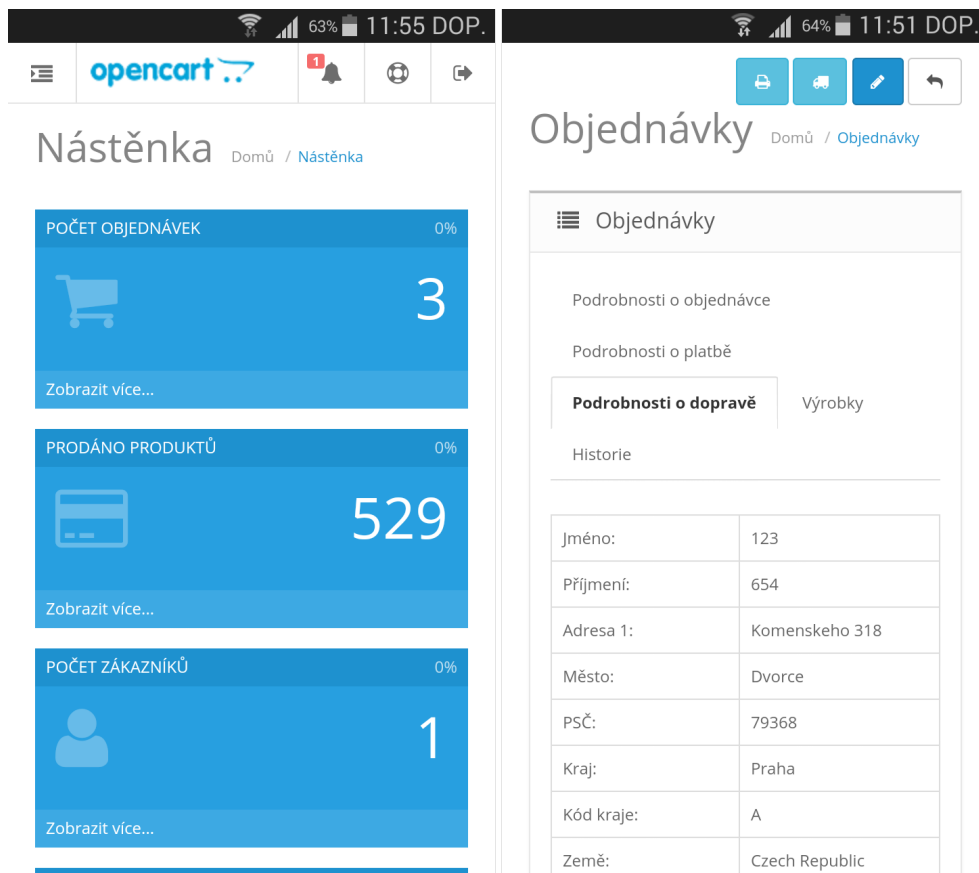 63% 11:55 DOP.
opencart
1
Nástěnka Domů / Nástěnka
POČET OBJEDNÁVEK 0%
3
Zobrazit více...
PRODÁNO PRODUKTŮ 0%
529
Zobrazit více...
POČET ZÁKAZNÍKŮ 0%
1
Zobrazit více...
64% 11:51 DOP.
Objednávky Domů / Objednávky
Objednávky
Podrobnosti o objednávce
Podrobnosti o platbě
Podrobnosti o dopravě Výrobky
Historie
Jméno: 123
Příjmení: 654
Adresa 1: Komenskeho 318
Město: Dvorce
PSČ: 79368
Kraj: Praha
Kód kraje: A
Země: Czech Republic